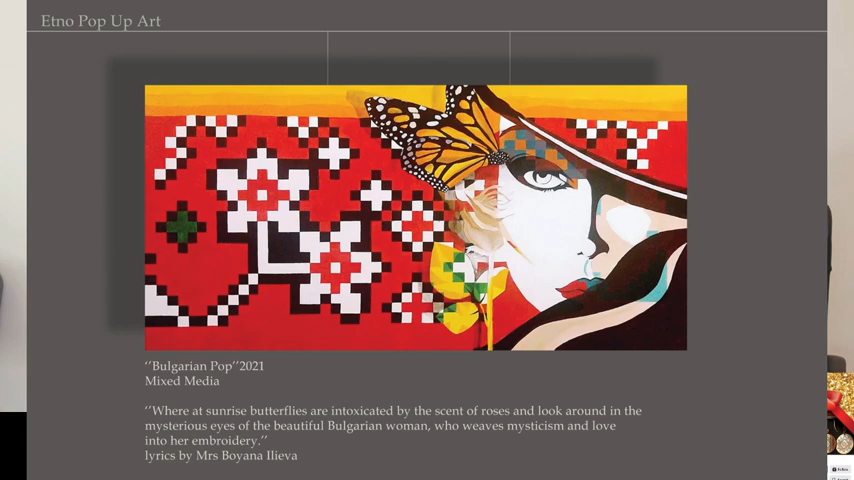 Etno Pop Up Art
‘‘Bulgarian Pop’’2021
Mixed Media
‘‘Where at sunrise butterflies are intoxicated by the scent of roses and look around in the
mysterious eyes of the beautiful Bulgarian woman, who weaves mysticism and love
into her embroidery.’’
lyrics by Mrs Boyana Ilieva